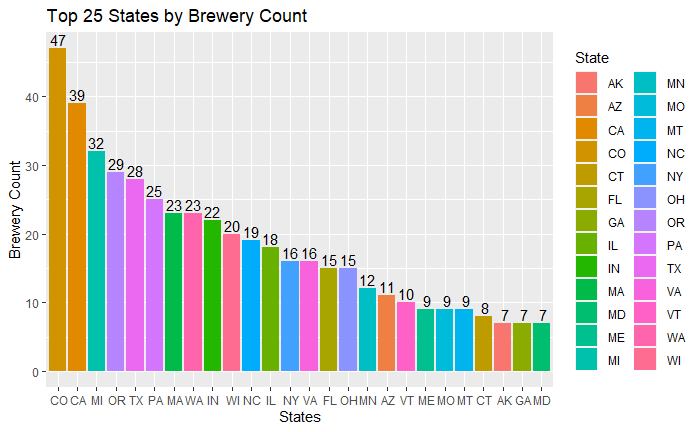 Top 25 States by Brewery Count
Brewery Count
47
39
32
29
28
25
23
23
22
20
19
18
16
16
15
15
12
11
10
9
9
9
8
7
7
7
40
30
20
10
0
CO CA MI OR TX PA MA WA IN WI NC IL NY VA FL OH MN AZ VT ME MO MT CT AK GA MD
States
State
AK MN
AZ MO
CA MT
CO NC
CT NY
FL OH
GA OR
IL PA
IN TX
MA VA
MD VT
ME WA
MI WI